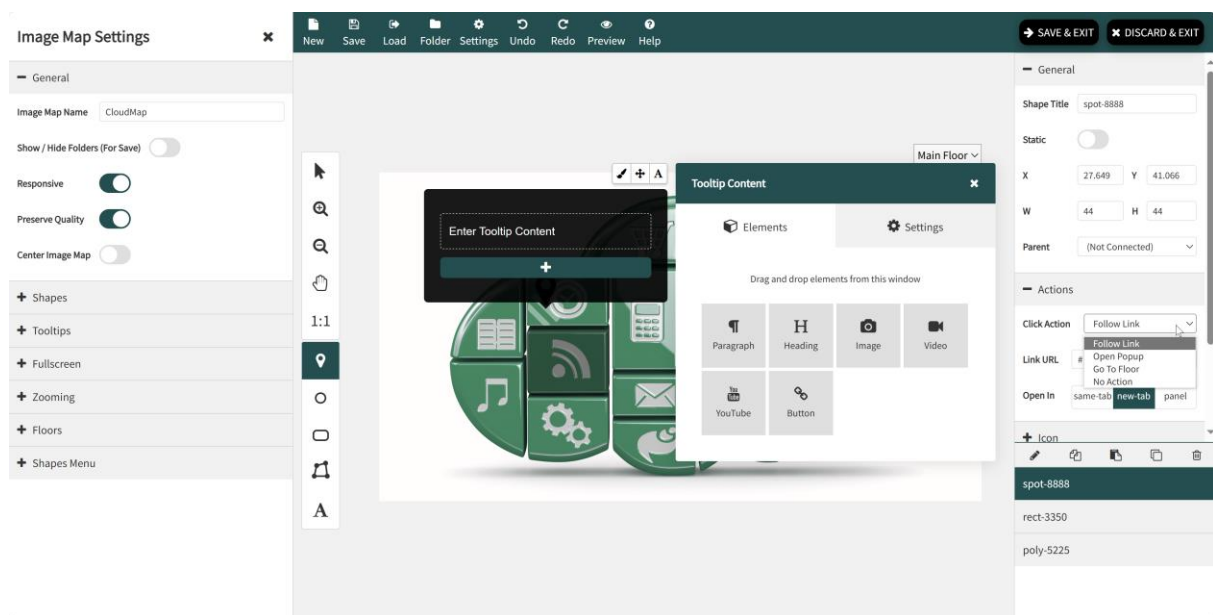 Image Map Settings
New Save Load Folder Settings Undo Redo Preview Help
SAVE & EXIT
DISCARD & EXIT
General
Image Map Name CloudMap
Show / Hide Folders (For Save)
Responsive
Preserve Quality
Center Image Map
Shapes
Tooltips
Fullscreen
Zooming
Floors
Shapes Menu
1:1
A
Main Floor
A
Enter Tooltip Content
+
Tooltip Content
Elements Settings
Drag and drop elements from this window
Paragraph Heading Image Video
YouTube Button
General
Shape Title spot-8888
Static
X 27.649 Y 41.066
W 44 H 44
Parent (Not Connected)
Actions
Click Action Follow Link
Follow Link
Open Popup
Go To Floor
No Action
Link URL #
Open In same-tab new-tab panel
Icon
spot-8888
rect-3350
poly-5225